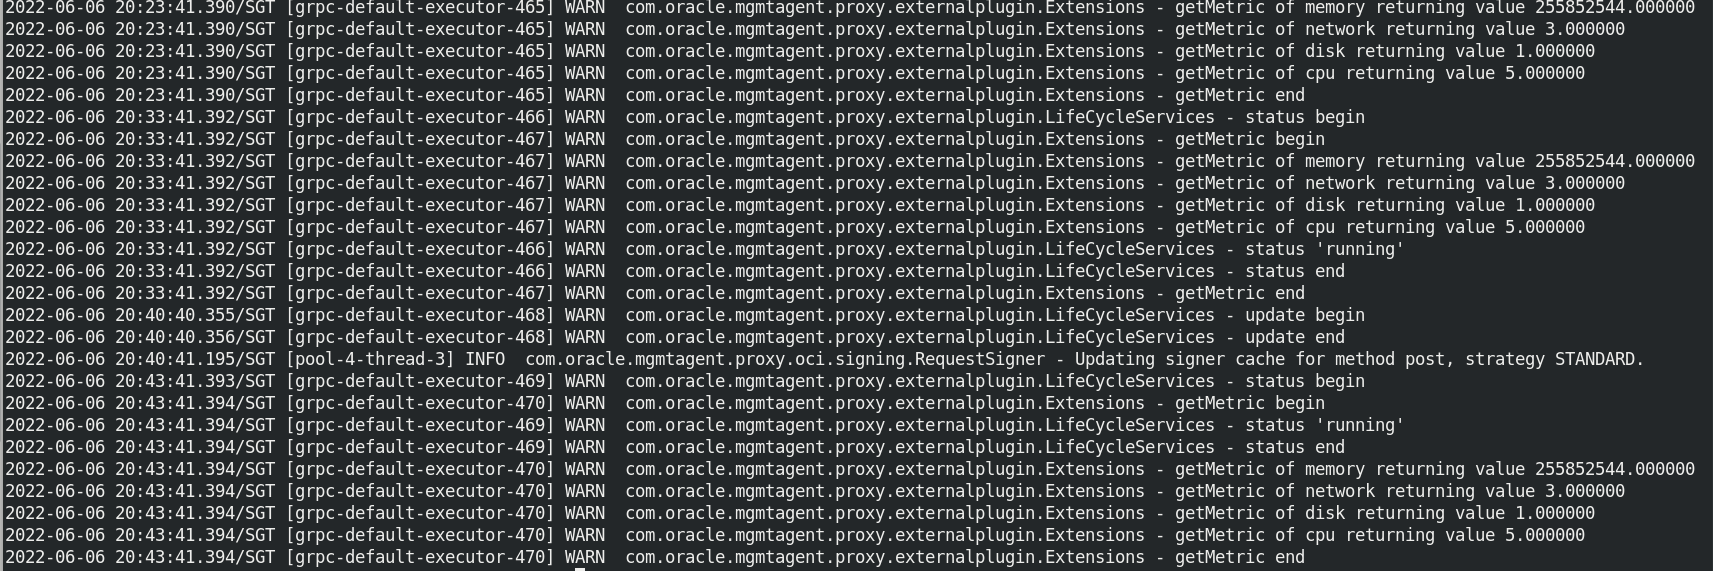 2022-06-06 20:23:41.390/SGT [grpc-default-executor-465] WARN  com.oracle.mgmtagent.proxy.externalplugin.Extensions - getMetric of memory returning value 255852544.000000
2022-06-06 20:23:41.390/SGT [grpc-default-executor-465] WARN  com.oracle.mgmtagent.proxy.externalplugin.Extensions - getMetric of network returning value 3.000000
2022-06-06 20:23:41.390/SGT [grpc-default-executor-465] WARN  com.oracle.mgmtagent.proxy.externalplugin.Extensions - getMetric of disk returning value 1.000000
2022-06-06 20:23:41.390/SGT [grpc-default-executor-465] WARN  com.oracle.mgmtagent.proxy.externalplugin.Extensions - getMetric of cpu returning value 5.000000
2022-06-06 20:23:41.390/SGT [grpc-default-executor-465] WARN  com.oracle.mgmtagent.proxy.externalplugin.Extensions - getMetric end
2022-06-06 20:33:41.392/SGT [grpc-default-executor-466] WARN  com.oracle.mgmtagent.proxy.externalplugin.LifeCycleServices - status begin
2022-06-06 20:33:41.392/SGT [grpc-default-executor-467] WARN  com.oracle.mgmtagent.proxy.externalplugin.Extensions - getMetric begin
2022-06-06 20:33:41.392/SGT [grpc-default-executor-467] WARN  com.oracle.mgmtagent.proxy.externalplugin.Extensions - getMetric of memory returning value 255852544.000000
2022-06-06 20:33:41.392/SGT [grpc-default-executor-467] WARN  com.oracle.mgmtagent.proxy.externalplugin.Extensions - getMetric of network returning value 3.000000
2022-06-06 20:33:41.392/SGT [grpc-default-executor-467] WARN  com.oracle.mgmtagent.proxy.externalplugin.Extensions - getMetric of disk returning value 1.000000
2022-06-06 20:33:41.392/SGT [grpc-default-executor-467] WARN  com.oracle.mgmtagent.proxy.externalplugin.Extensions - getMetric of cpu returning value 5.000000
2022-06-06 20:33:41.392/SGT [grpc-default-executor-466] WARN  com.oracle.mgmtagent.proxy.externalplugin.LifeCycleServices - status 'running'
2022-06-06 20:33:41.392/SGT [grpc-default-executor-466] WARN  com.oracle.mgmtagent.proxy.externalplugin.LifeCycleServices - status end
2022-06-06 20:33:41.392/SGT [grpc-default-executor-467] WARN  com.oracle.mgmtagent.proxy.externalplugin.Extensions - getMetric end
2022-06-06 20:40:40.355/SGT [grpc-default-executor-468] WARN  com.oracle.mgmtagent.proxy.externalplugin.LifeCycleServices - update begin
2022-06-06 20:40:40.356/SGT [grpc-default-executor-468] WARN  com.oracle.mgmtagent.proxy.externalplugin.LifeCycleServices - update end
2022-06-06 20:40:41.195/SGT [pool-4-thread-3] INFO  com.oracle.mgmtagent.proxy.oci.signing.RequestSigner - Updating signer cache for method post, strategy STANDARD.
2022-06-06 20:43:41.393/SGT [grpc-default-executor-469] WARN  com.oracle.mgmtagent.proxy.externalplugin.LifeCycleServices - status begin
2022-06-06 20:43:41.394/SGT [grpc-default-executor-470] WARN  com.oracle.mgmtagent.proxy.externalplugin.Extensions - getMetric begin
2022-06-06 20:43:41.394/SGT [grpc-default-executor-469] WARN  com.oracle.mgmtagent.proxy.externalplugin.LifeCycleServices - status 'running'
2022-06-06 20:43:41.394/SGT [grpc-default-executor-469] WARN  com.oracle.mgmtagent.proxy.externalplugin.LifeCycleServices - status end
2022-06-06 20:43:41.394/SGT [grpc-default-executor-470] WARN  com.oracle.mgmtagent.proxy.externalplugin.Extensions - getMetric of memory returning value 255852544.000000
2022-06-06 20:43:41.394/SGT [grpc-default-executor-470] WARN  com.oracle.mgmtagent.proxy.externalplugin.Extensions - getMetric of network returning value 3.000000
2022-06-06 20:43:41.394/SGT [grpc-default-executor-470] WARN  com.oracle.mgmtagent.proxy.externalplugin.Extensions - getMetric of disk returning value 1.000000
2022-06-06 20:43:41.394/SGT [grpc-default-executor-470] WARN  com.oracle.mgmtagent.proxy.externalplugin.Extensions - getMetric of cpu returning value 5.000000
2022-06-06 20:43:41.394/SGT [grpc-default-executor-470] WARN  com.oracle.mgmtagent.proxy.externalplugin.Extensions - getMetric end